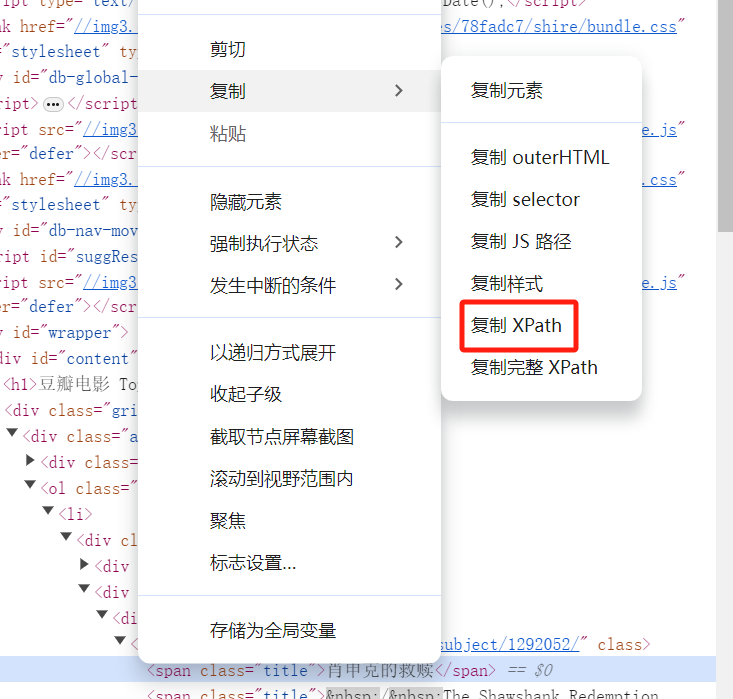 ript type="text/ Date();</script>
nk href="//img3. es/78fadc7/shire/bundle.css"
="stylesheet" ty
v id="db-global-
ript>…</script
ript src="//img3 e.js"
er="defer"></scr
nk href="//img3. .css"
="stylesheet" ty
v id="db-nav-mov
ript id="suggRes
ript src="//img3 e.js"
er="defer"></scr
v id="wrapper">
div id="content"
<h1>豆瓣电影 To
<div class="gri
<div class="a
<div class=
<ol class="
<li>
<div cl
<div
<div
<di
< subject/1292052/" class>
<span class="title">肖申克的救赎</span> == $0
<span class="title">&nbsp;/&nbsp;The Shawshank Redemption
剪切
复制
粘贴
隐藏元素
强制执行状态
发生中断的条件
以递归方式展开
收起子级
截取节点屏幕截图
滚动到视野范围内
聚焦
标志设置...
存储为全局变量
复制元素
复制 outerHTML
复制 selector
复制 JS 路径
复制样式
复制 XPath
复制完整 XPath